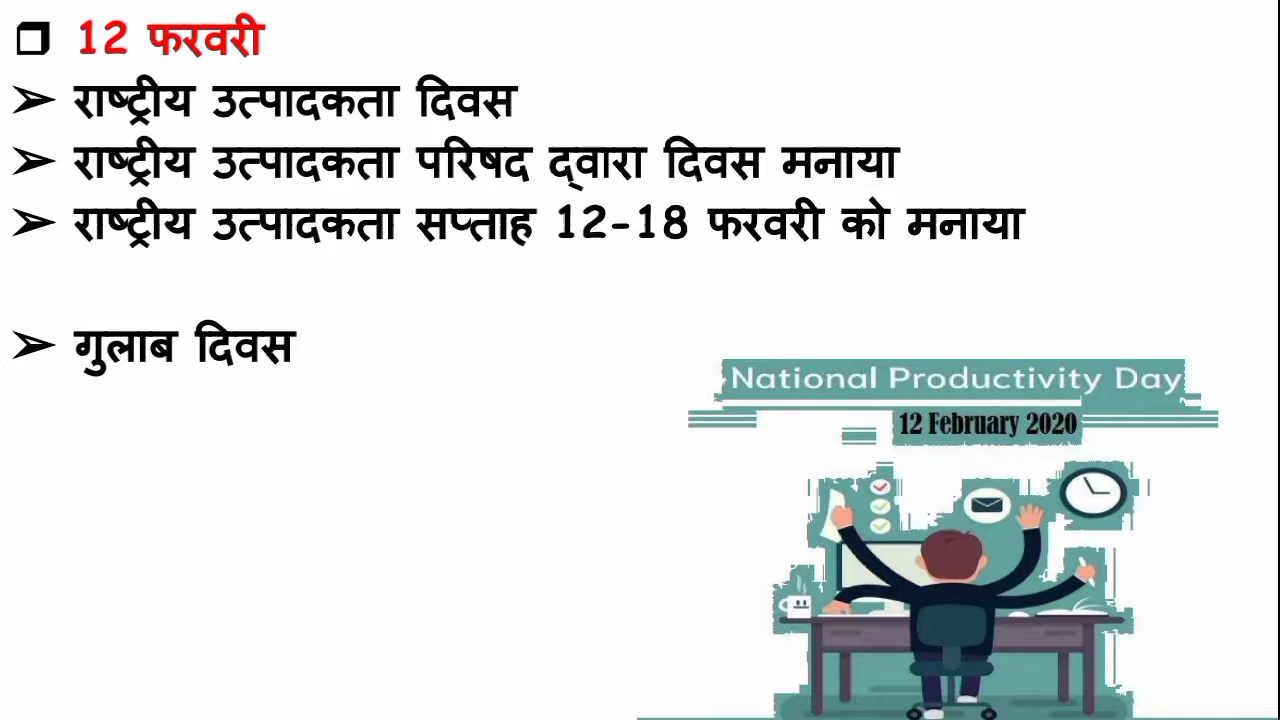 12 फरवरी
राष्ट्रीय उत्पादकता दिवस
राष्ट्रीय उत्पादकता परिषद द्वारा दिवस मनाया
राष्ट्रीय उत्पादकता सप्ताह 12-18 फरवरी को मनाया
गुलाब दिवस
National Productivity Day
12 February 2020